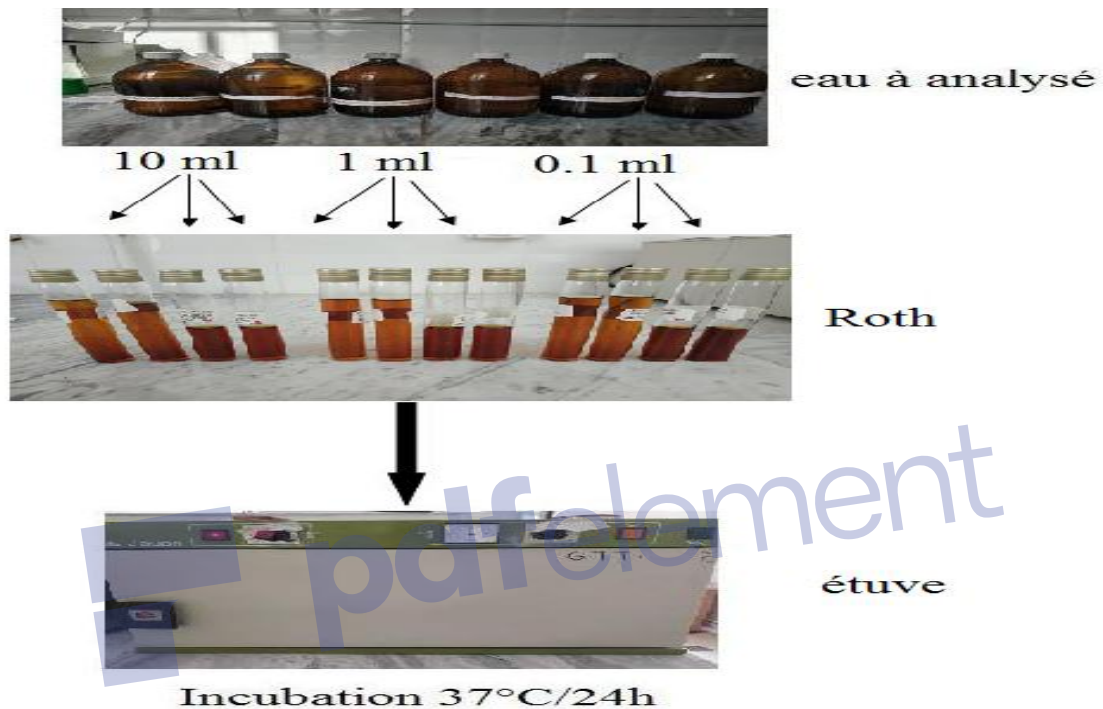 eau à analysé
10 ml 1 ml 0.1 ml
Roth
pdfelement
étuve
Incubation 37°C/24h